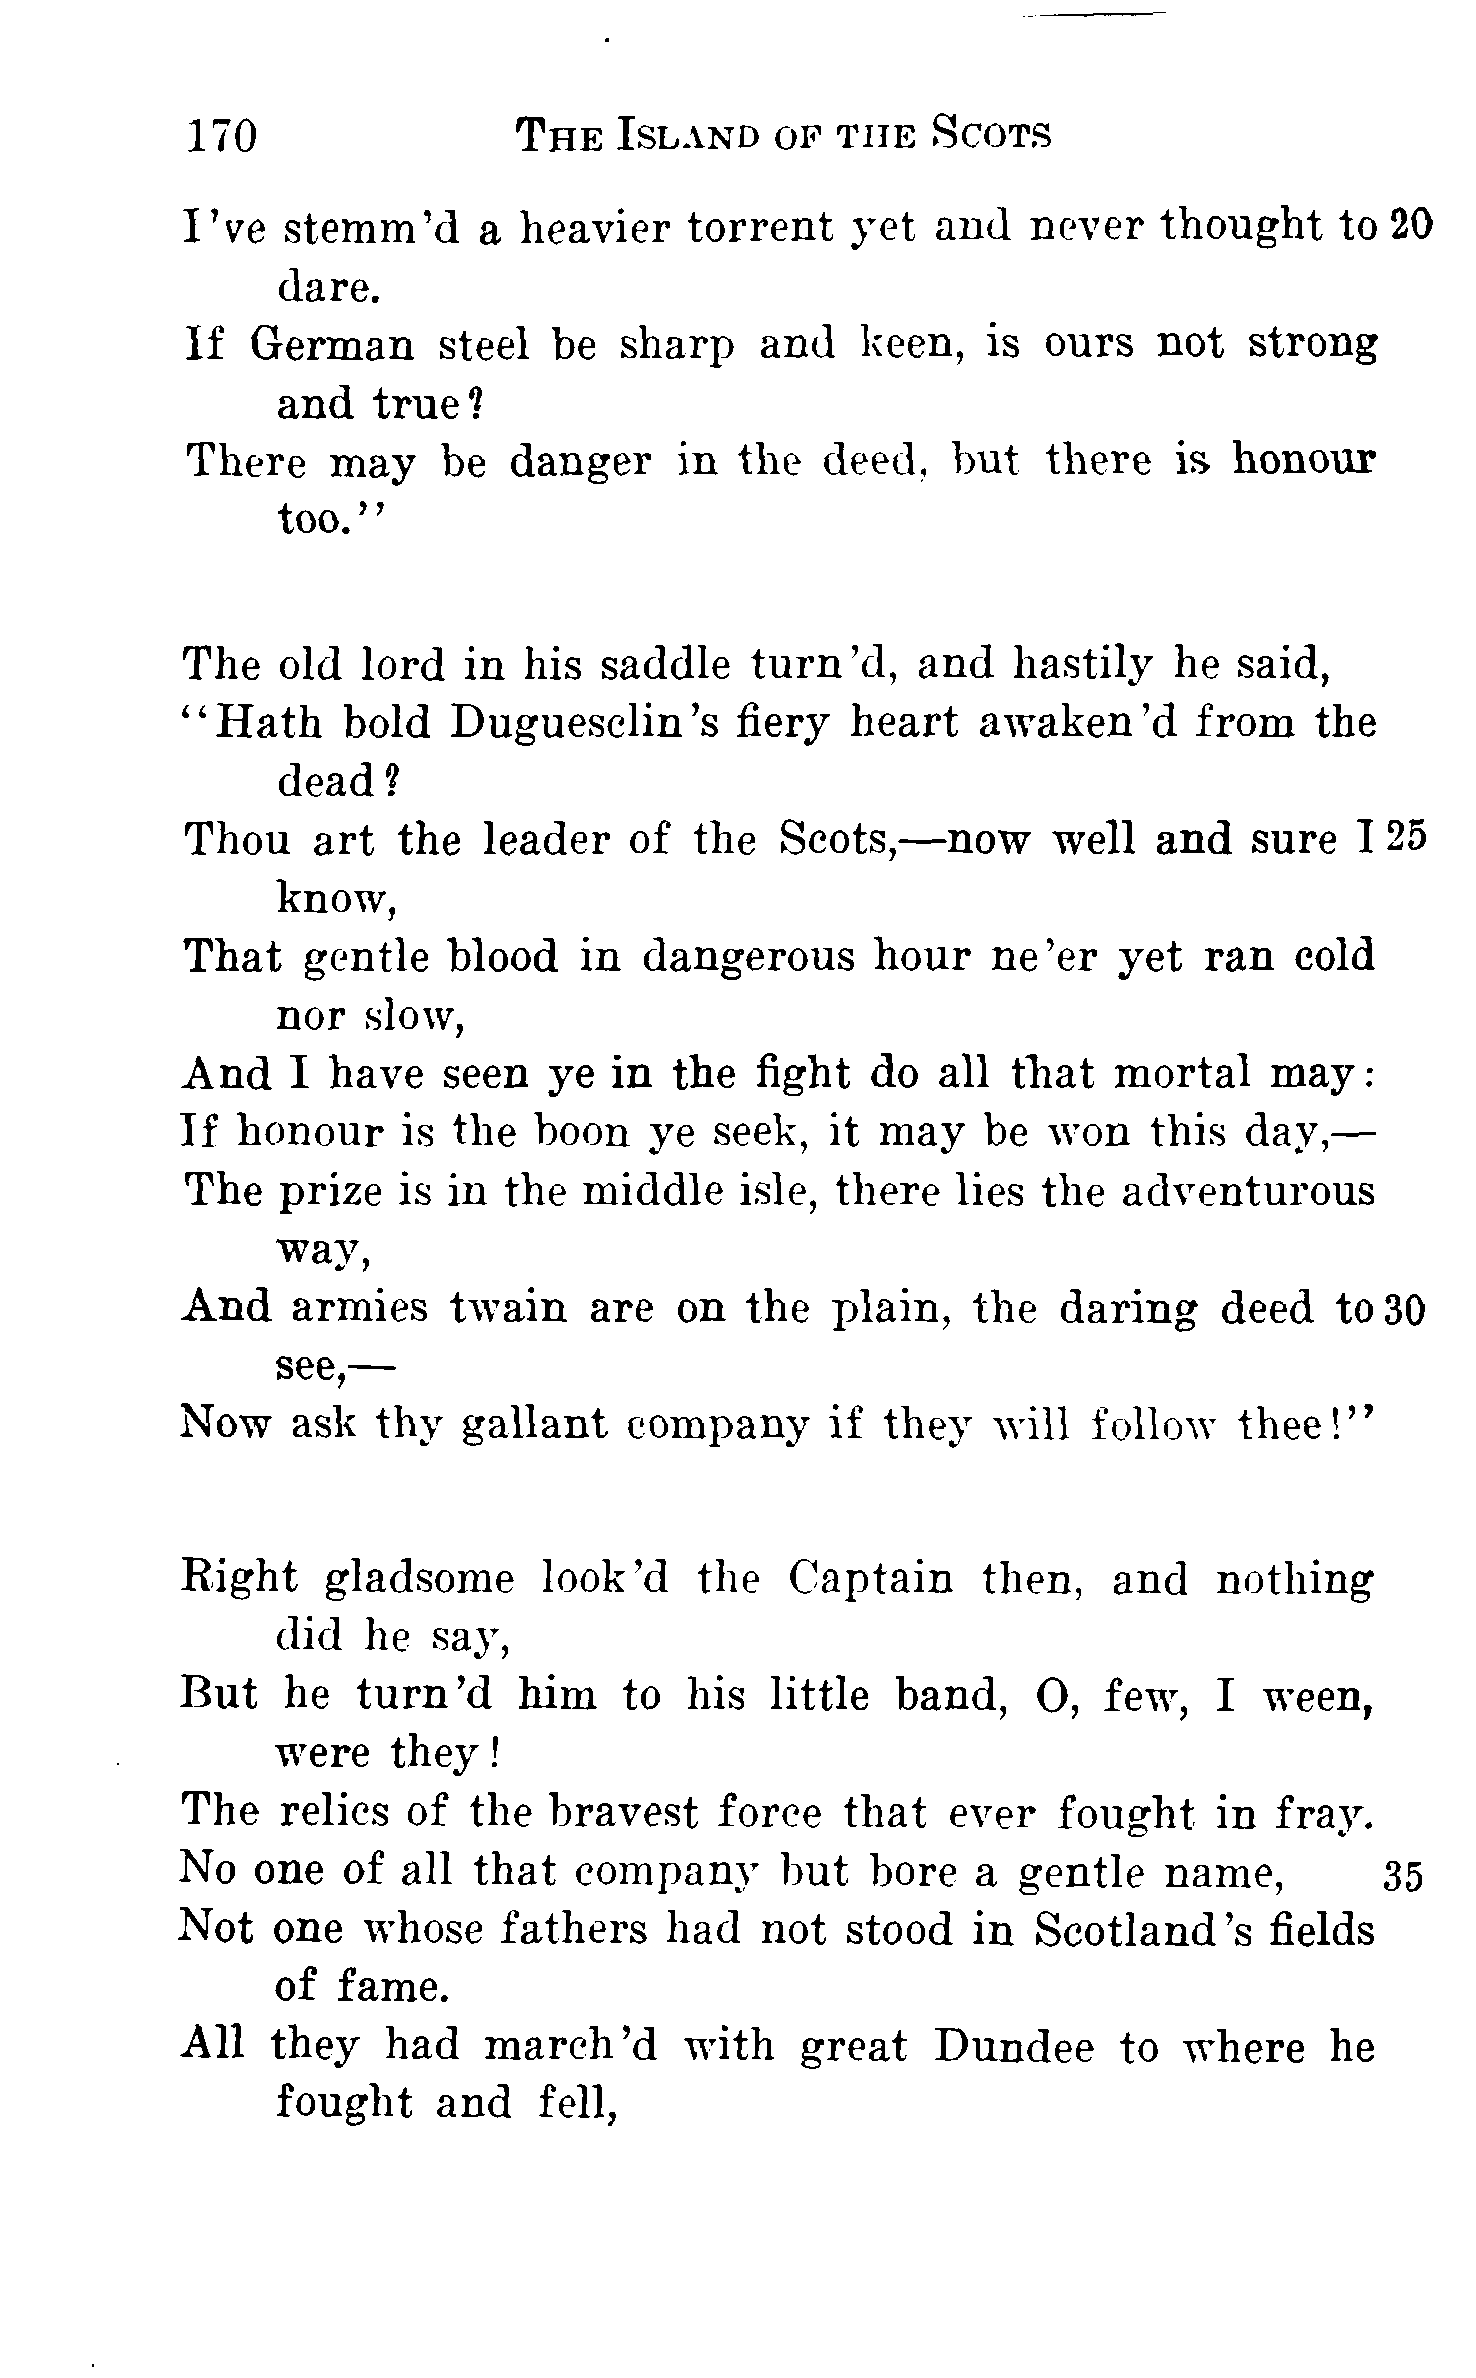 170 THE ISLAND OF THE SCOTS
I've stemm'd a heavier torrent yet and never thought to 20
dare.
If German steel be sharp and keen, is ours not strong
and true?
There may be danger in the deed, but there is honour
too."
The old lord in his saddle turn'd, and hastily he said,
"Hath bold Duguesclin's fiery heart awaken'd from the
dead?
Thou art the leader of the Scots,—now well and sure I 25
know,
That gentle blood in dangerous hour ne'er yet ran cold
nor slow,
And I have seen ye in the fight do all that mortal may:
If honour is the boon ye seek, it may be won this day,—
The prize is in the middle isle, there lies the adventurous
way,
And armies twain are on the plain, the daring deed to 30
see,—
Now ask thy gallant company if they will follow thee!"
Right gladsome look'd the Captain then, and nothing
did he say,
But he turn'd him to his little band, O, few, I ween,
were they!
The relics of the bravest force that ever fought in fray.
No one of all that company but bore a gentle name, 35
Not one whose fathers had not stood in Scotland's fields
of fame.
All they had march'd with great Dundee to where he
fought and fell,